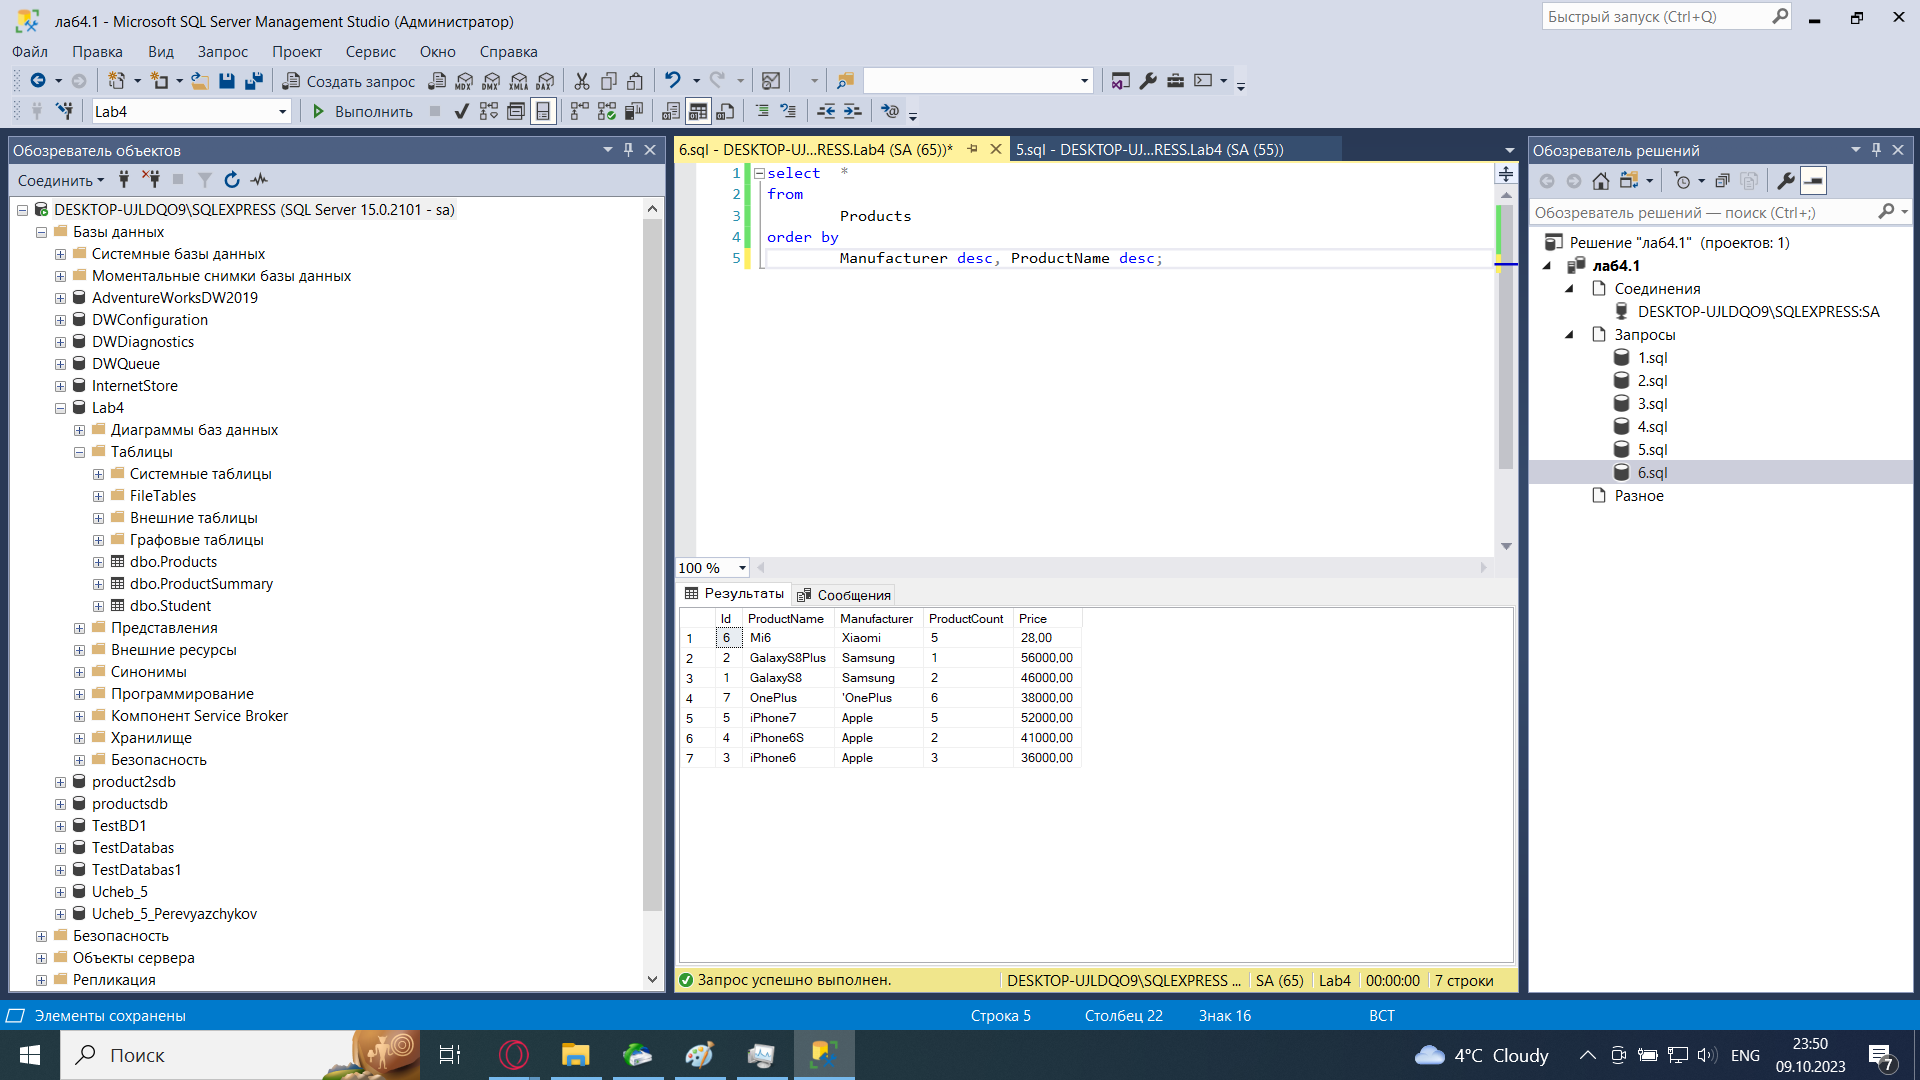 ла64.1 - Microsoft SQL Server Management Studio (Администратор)
Быстрый запуск (Ctrl+Q)
Файл Правка Вид Запрос Проект Сервис Окно Справка
Создать запрос MDX DMX XMLA DAX
Lab4 Выполнить
Обозреватель объектов
Соединить
DESKTOP-UJLDQO9\SQLEXPRESS (SQL Server 15.0.2101 - sa)
Базы данных
Системные базы данных
Моментальные снимки базы данных
AdventureWorksDW2019
DWConfiguration
DWDiagnostics
DWQueue
InternetStore
Lab4
Диаграммы баз данных
Таблицы
Системные таблицы
FileTables
Внешние таблицы
Графовые таблицы
dbo.Products
dbo.ProductSummary
dbo.Student
Представления
Внешние ресурсы
Синонимы
Программирование
Компонент Service Broker
Хранилище
Безопасность
product2sdb
productsdb
TestBD1
TestDatabas
TestDatabas1
Ucheb_5
Ucheb_5_Perevyazchykov
Безопасность
Объекты сервера
Репликация
6.sql - DESKTOP-UJ...RESS.Lab4 (SA (65))* 5.sql - DESKTOP-UJ...RESS.Lab4 (SA (55))
1 select *
2 from
3 Products
4 order by
5 Manufacturer desc, ProductName desc;
100 %
Результаты Сообщения
Id ProductName Manufacturer ProductCount Price
1 6 Mi6 Xiaomi 5 28,00
2 2 GalaxyS8Plus Samsung 1 56000,00
3 1 GalaxyS8 Samsung 2 46000,00
4 7 OnePlus 'OnePlus 6 38000,00
5 5 iPhone7 Apple 5 52000,00
6 4 iPhone6S Apple 2 41000,00
7 3 iPhone6 Apple 3 36000,00
Запрос успешно выполнен. DESKTOP-UJLDQO9\SQLEXPRESS ... SA (65) Lab4 00:00:00 7 строки
Обозреватель решений
Обозреватель решений — поиск (Ctrl+;)
Решение "ла64.1" (проектов: 1)
ла64.1
Соединения
DESKTOP-UJLDQO9\SQLEXPRESS:SA
Запросы
1.sql
2.sql
3.sql
4.sql
5.sql
6.sql
Разное
Элементы сохранены Строка 5 Столбец 22 Знак 16 ВСТ
Поиск 4°C Cloudy ENG 23:50
09.10.2023 7